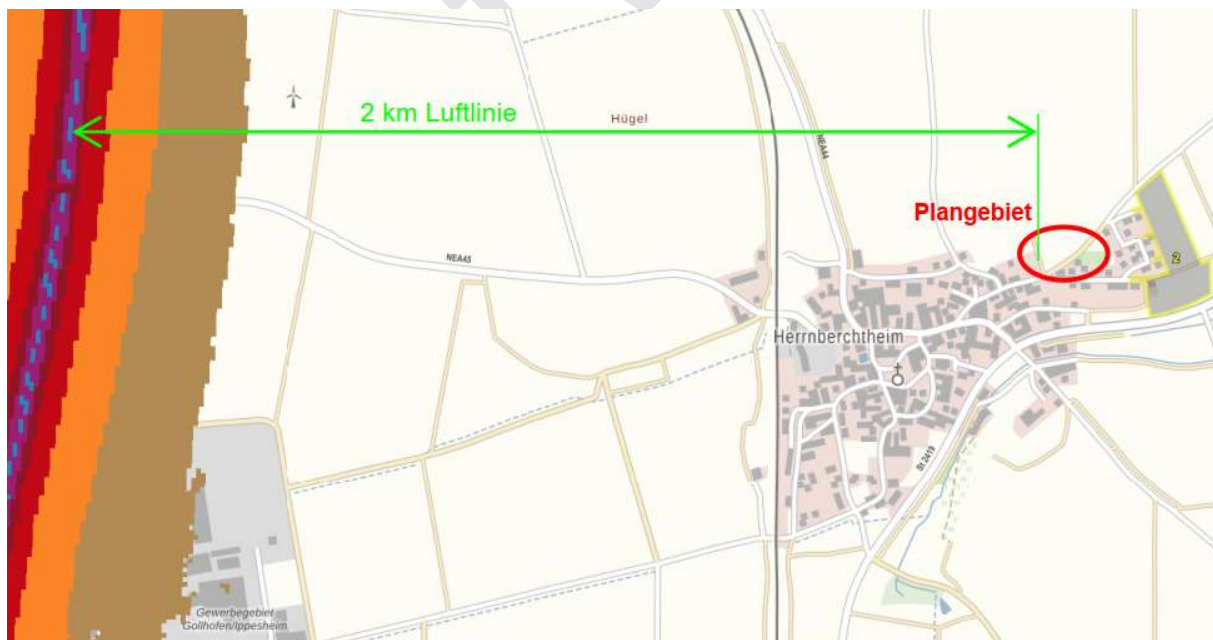 2 km Luftlinie
Hügel
NEA44
Plangebiet
NEA45
2
Herrnberchtheim
St 2419
Gewerbegebiet
Gollhofen/Ippesheim